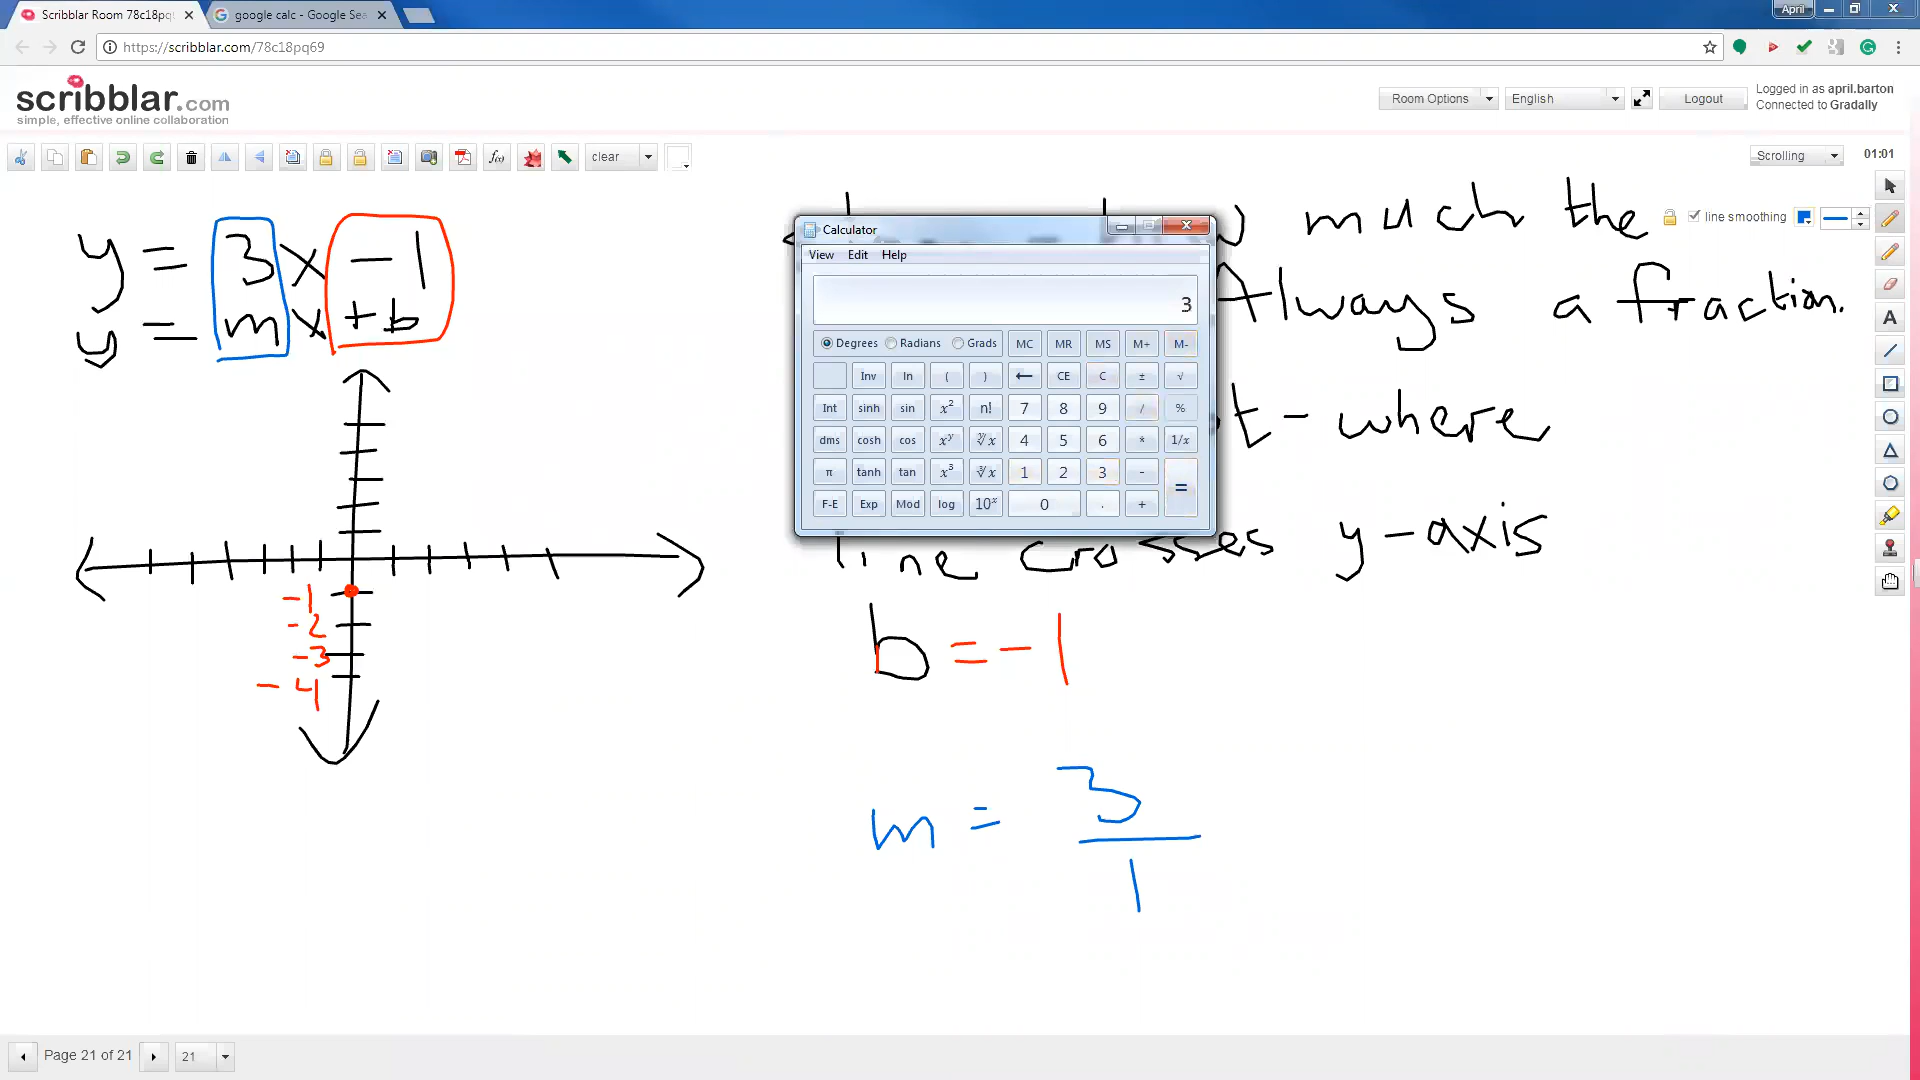 Scribblar Room 78c18pq
google calc - Google Sea
April
https://scribblar.com/78c18pq69
scribblar.com
simple, effective online collaboration
Room Options
English
Logout
Logged in as april.barton
Connected to Gradally
f(x)
clear
Scrolling
01:01
line smoothing
y = 3x - 1
y = mx + b
much the
Always a fraction.
t - where
line crosses y-axis
Calculator
View Edit Help
3
Degrees Radians Grads MC MR MS M+ M-
Inv ln ( ) ← CE C ± √
Int sinh sin x² n! 7 8 9 / %
dms cosh cos xʸ ʸ√x 4 5 6 * 1/x
π tanh tan x³ ³√x 1 2 3 - =
F-E Exp Mod log 10ˣ 0 . +
-1
-2
-3
-4
b = -1
m = 3
1
A
Page 21 of 21
21